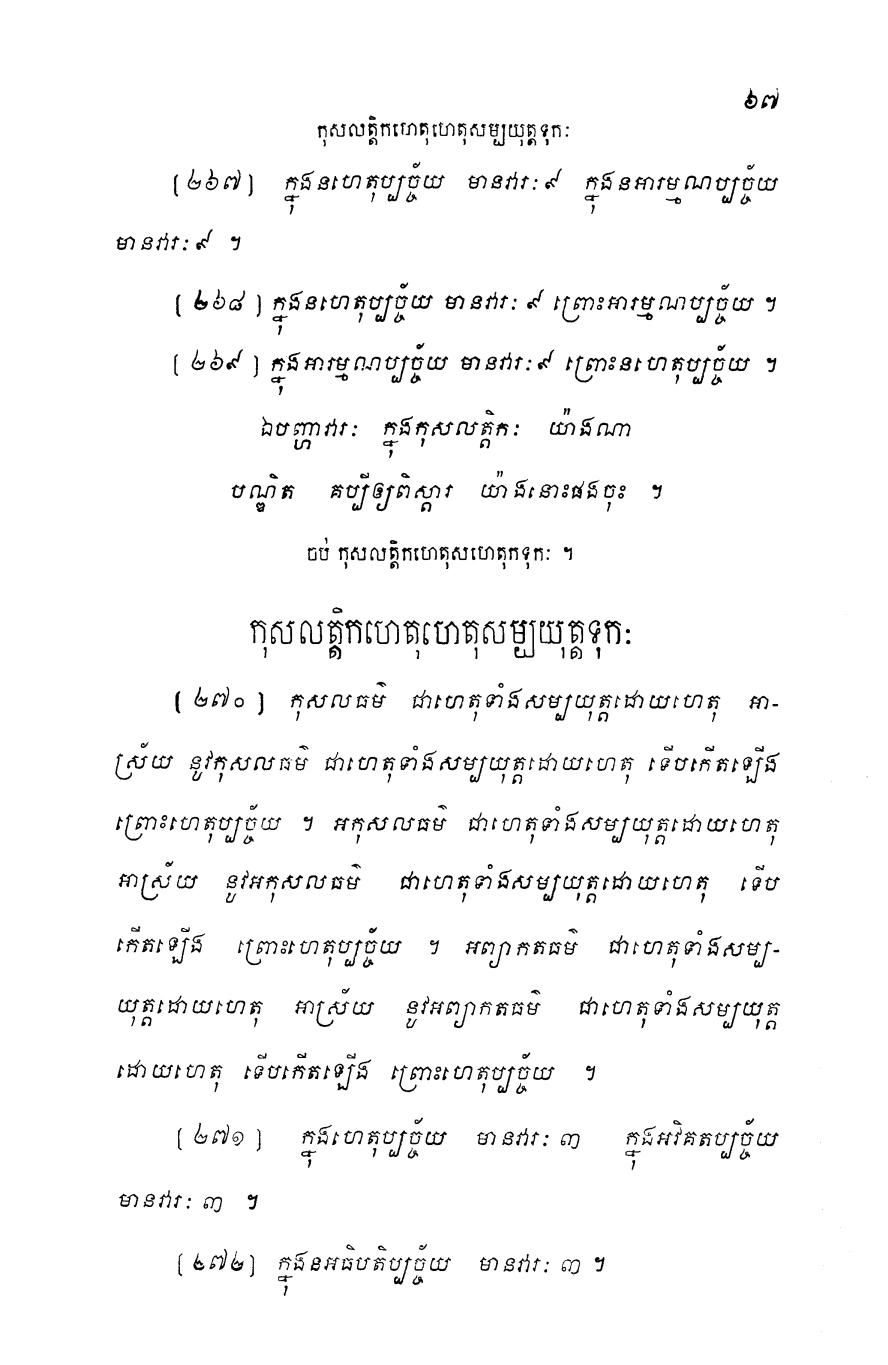 ៦៧
កុសលត្តិកហេតុហេតុសម្បយុត្តទុកៈ
[ ២៦៧ ] ក្នុងនហេតុប្បច្ច័យ មានវារៈ ៩ ក្នុងនអារម្មណប្បច្ច័យ
មានវារៈ ៩ ។
[ ២៦៨ ] ក្នុងនហេតុប្បច្ច័យ មានវារៈ ៩ ព្រោះអារម្មណប្បច្ច័យ ។
[ ២៦៩ ] ក្នុងអារម្មណប្បច្ច័យ មានវារៈ ៩ ព្រោះនហេតុប្បច្ច័យ ។
ឯបញ្ហាវារៈ ក្នុងកុសលត្តិកៈ យ៉ាងណា
បណ្ឌិត គប្បីឲ្យពិស្តារ យ៉ាងនោះផងចុះ ។
ចប់ កុសលត្តិកហេតុសហេតុកទុកៈ ។
កុសលត្តិកហេតុហេតុសម្បយុត្តទុកៈ
[ ២៧០ ] កុសលធម៌ ជាហេតុទាំងសម្បយុត្តដោយហេតុ អា-
ស្រ័យ នូវកុសលធម៌ ជាហេតុទាំងសម្បយុត្តដោយហេតុ ទើបកើតឡើង
ព្រោះហេតុប្បច្ច័យ ។ អកុសលធម៌ ជាហេតុទាំងសម្បយុត្តដោយហេតុ
អាស្រ័យ នូវអកុសលធម៌ ជាហេតុទាំងសម្បយុត្តដោយហេតុ ទើប
កើតឡើង ព្រោះហេតុប្បច្ច័យ ។ អព្យាកតធម៌ ជាហេតុទាំងសម្ប-
យុត្តដោយហេតុ អាស្រ័យ នូវអព្យាកតធម៌ ជាហេតុទាំងសម្បយុត្ត
ដោយហេតុ ទើបកើតឡើង ព្រោះហេតុប្បច្ច័យ ។
[ ២៧១ ] ក្នុងហេតុប្បច្ច័យ មានវារៈ ៣ ក្នុងអវិគតប្បច្ច័យ
មានវារៈ ៣ ។
[ ២៧២ ] ក្នុងនអធិបតិប្បច្ច័យ មានវារៈ ៣ ។